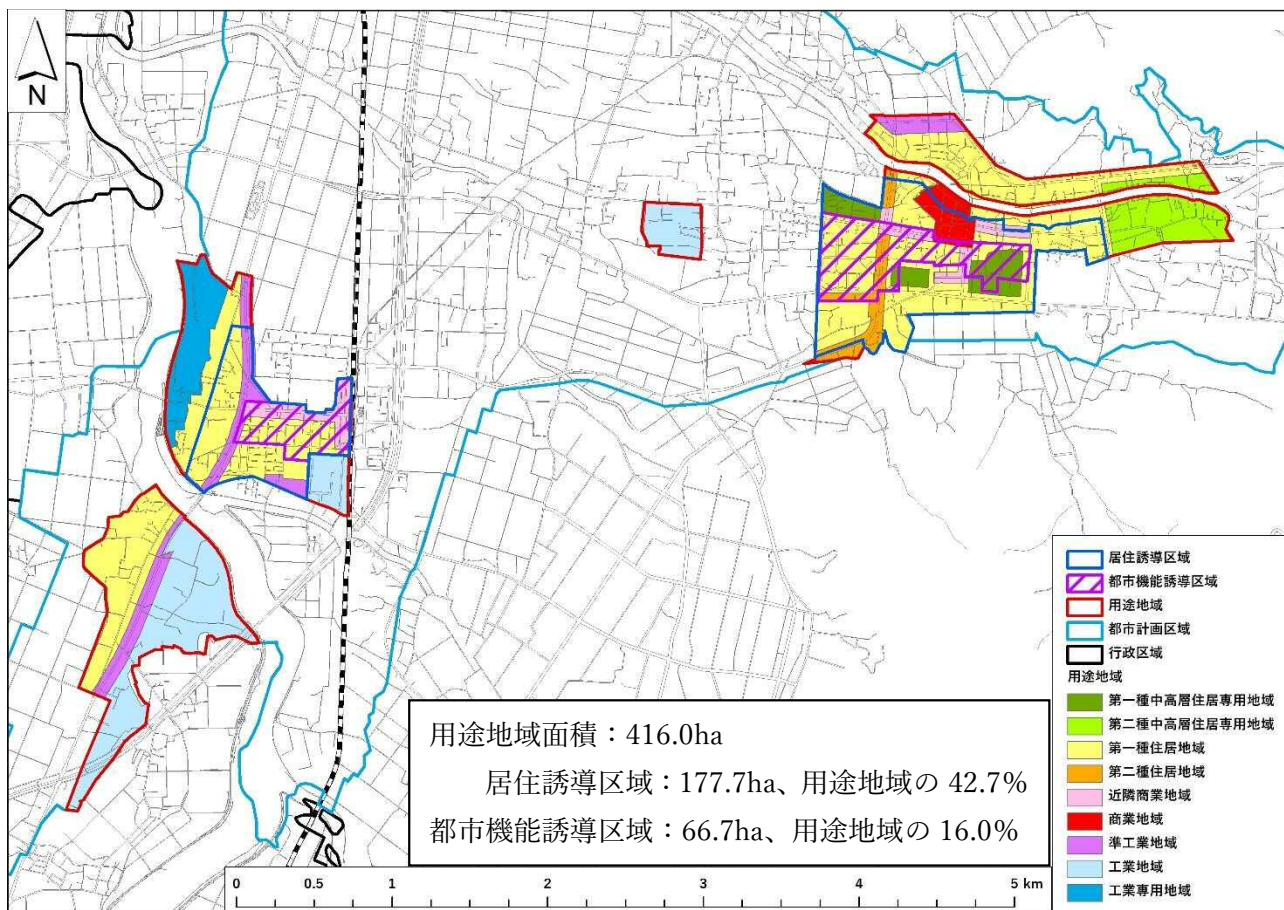 N
居住誘導区域
都市機能誘導区域
用途地域
都市計画区域
行政区域
用途地域
第一種中高層住居専用地域
第二種中高層住居専用地域
第一種住居地域
第二種住居地域
近隣商業地域
商業地域
準工業地域
工業地域
工業専用地域
用途地域面積：416.0ha
居住誘導区域：177.7ha、用途地域の 42.7%
都市機能誘導区域：66.7ha、用途地域の 16.0%
0 0.5 1 2 3 4 5 km